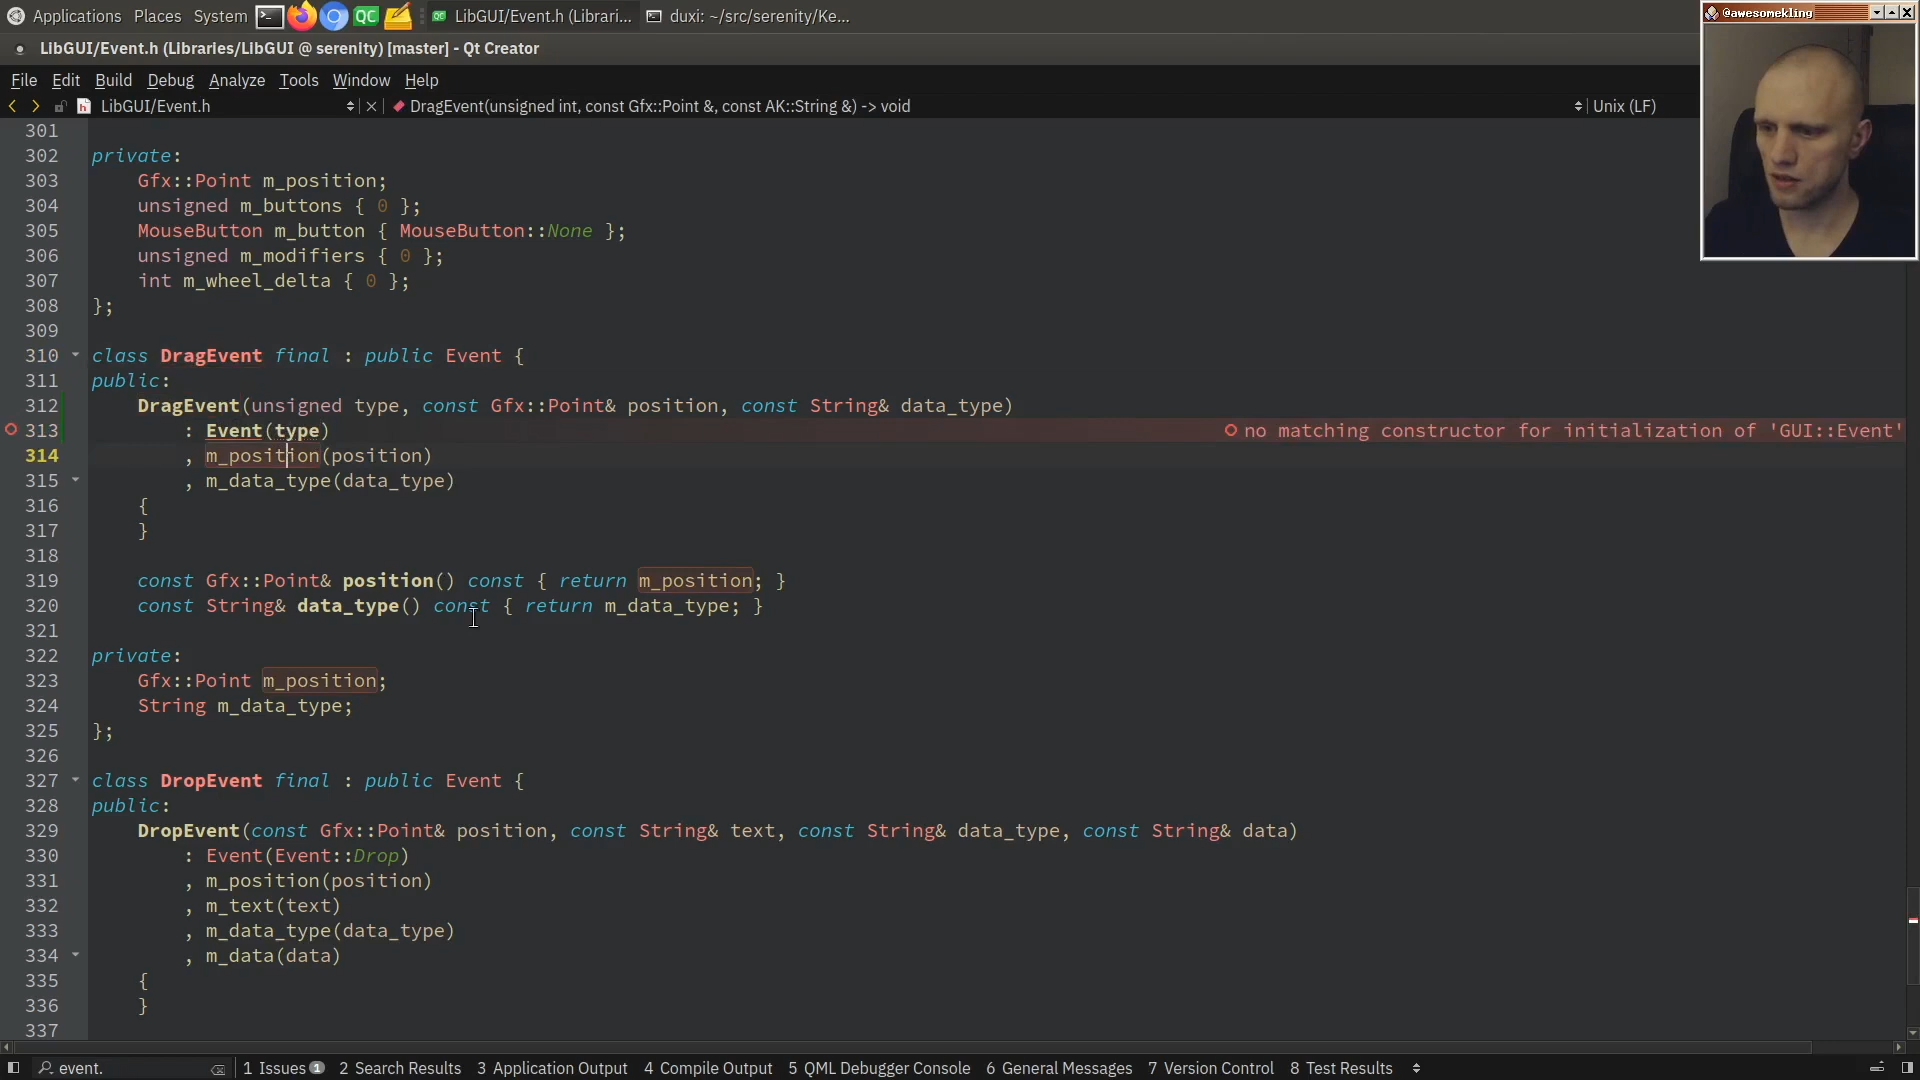 Applications Places System LibGUI/Event.h (Librari... duxi: ~/src/serenity/Ke...
@awesomekling
LibGUI/Event.h (Libraries/LibGUI @ serenity) [master] - Qt Creator
File Edit Build Debug Analyze Tools Window Help
LibGUI/Event.h DragEvent(unsigned int, const Gfx::Point &, const AK::String &) -> void Unix (LF)
301
302 private:
303 Gfx::Point m_position;
304 unsigned m_buttons { 0 };
305 MouseButton m_button { MouseButton::None };
306 unsigned m_modifiers { 0 };
307 int m_wheel_delta { 0 };
308 };
309
310 class DragEvent final : public Event {
311 public:
312 DragEvent(unsigned type, const Gfx::Point& position, const String& data_type)
313 : Event(type) no matching constructor for initialization of 'GUI::Event'
314 , m_position(position)
315 , m_data_type(data_type)
316 {
317 }
318
319 const Gfx::Point& position() const { return m_position; }
320 const String& data_type() const { return m_data_type; }
321
322 private:
323 Gfx::Point m_position;
324 String m_data_type;
325 };
326
327 class DropEvent final : public Event {
328 public:
329 DropEvent(const Gfx::Point& position, const String& text, const String& data_type, const String& data)
330 : Event(Event::Drop)
331 , m_position(position)
332 , m_text(text)
333 , m_data_type(data_type)
334 , m_data(data)
335 {
336 }
337
event. 1 Issues 1 2 Search Results 3 Application Output 4 Compile Output 5 QML Debugger Console 6 General Messages 7 Version Control 8 Test Results